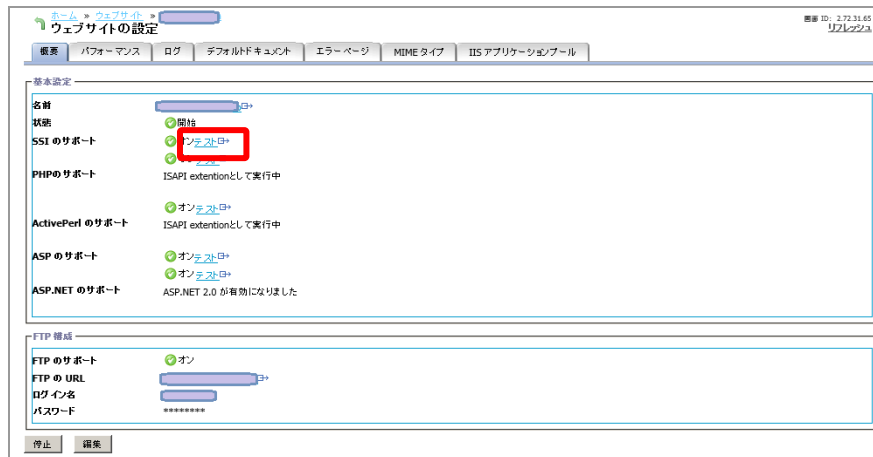 ホーム » ウェブサイト »
ウェブサイトの設定
画面 ID: 2.72.31.65
リフレッシュ
概要 パフォーマンス ログ デフォルトドキュメント エラーページ MIME タイプ IIS アプリケーションプール
基本設定
名前
状態 開始
SSI のサポート オンテスト
PHPのサポート ISAPI extentionとして実行中
オンテスト
ActivePerl のサポート ISAPI extentionとして実行中
ASP のサポート オンテスト
オンテスト
ASP.NET のサポート ASP.NET 2.0 が有効になりました
FTP 構成
FTP のサポート オン
FTP の URL
ログイン名
パスワード ********
停止 編集